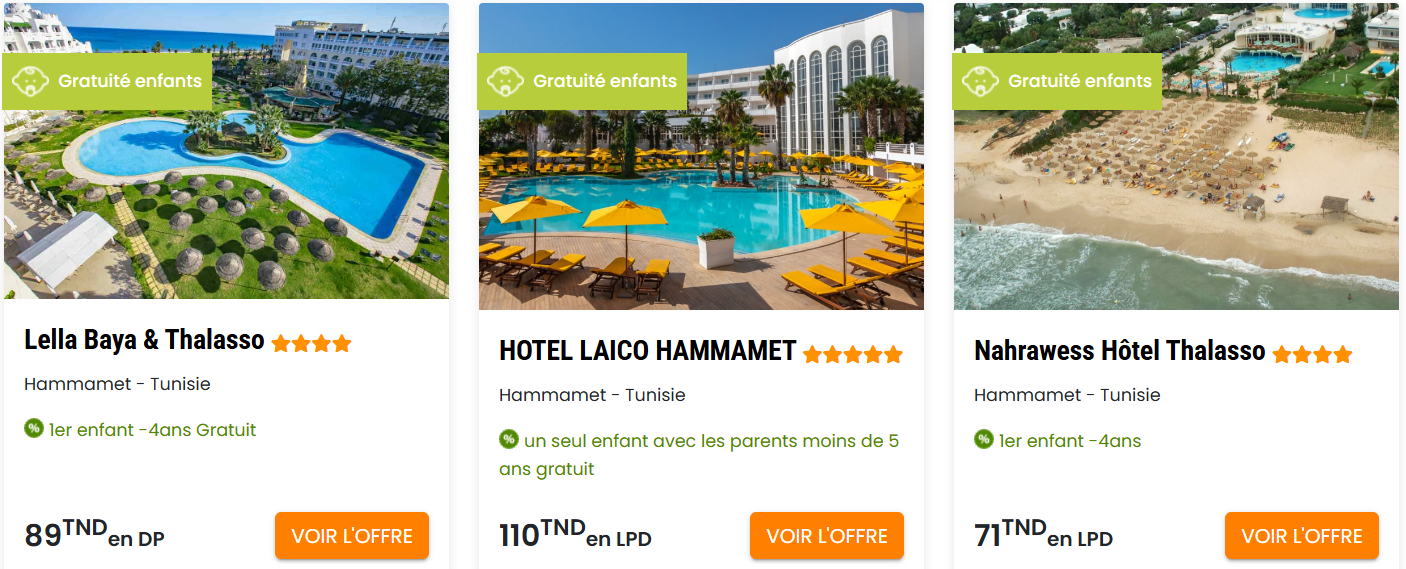 Gratuité enfants
Lella Baya & Thalasso
Hammamet - Tunisie
1er enfant -4ans Gratuit
89TND en DP
VOIR L'OFFRE
Gratuité enfants
HOTEL LAICO HAMMAMET
Hammamet - Tunisie
un seul enfant avec les parents moins de 5
ans gratuit
110TND en LPD
VOIR L'OFFRE
Gratuité enfants
Nahrawess Hôtel Thalasso
Hammamet - Tunisie
1er enfant -4ans
71TND en LPD
VOIR L'OFFRE